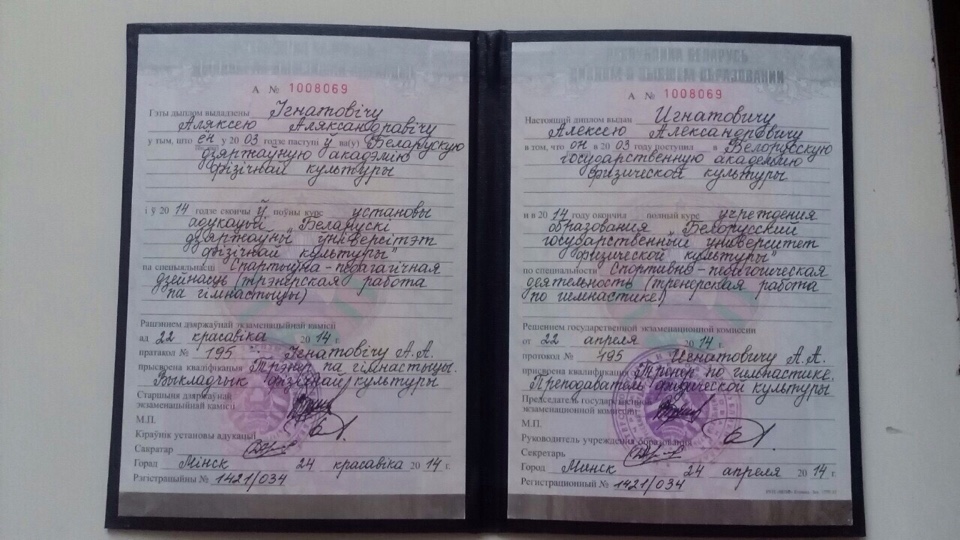 А № 1008069
Гэты дыплом выдадзены Ігнатовічу
Аляксею Аляксандравічу
у тым, што ён у 20 03 годзе паступіў ў ва(у) Беларускую
дзяржаўную акадэмію
фізічнай культуры
і ў 20 14 годзе скончыў ў поўны курс установы
адукацыі „Беларускі
дзяржаўны універсітэт
фізічнай культуры"
па спецыяльнасці Спартыўна-педагагічная
дзейнасць (трэнерская работа
па гімнастыцы)
Рашэннем дзяржаўнай экзаменацыйнай камісіі
ад 22 красавіка 20 14 г.
пратакол № 195 Ігнатовічу А.А.
прысвоена кваліфікацыя Трэнер па гімнастыцы.
Выкладчык фізічнай культуры
Старшыня дзяржаўнай
экзаменацыйнай камісіі
М.П.
Кіраўнік установы адукацыі
Сакратар
Горад Мінск 24 красавіка 20 14 г.
Рэгістрацыйны № 1421/034
А № 1008069
Настоящий диплом выдан Игнатовичу
Алексею Александровичу
в том, что он в 20 03 году поступил в Белорусскую
государственную академию
физической культуры
и в 20 14 году окончил полный курс учреждения
образования „Белорусский
государственный университет
физической культуры"
по специальности Спортивно-педагогическая
деятельность (тренерская работа
по гимнастике)
Решением государственной экзаменационной комиссии
от 22 апреля 20 14 г.
протокол № 195 Игнатовичу А.А.
присвоена квалификация Тренер по гимнастике.
Преподаватель физической культуры
Председатель государственной
экзаменационной комиссии
М.П.
Руководитель учреждения образования
Секретарь
Город Минск 24 апреля 20 14 г.
Регистрационный № 1421/034